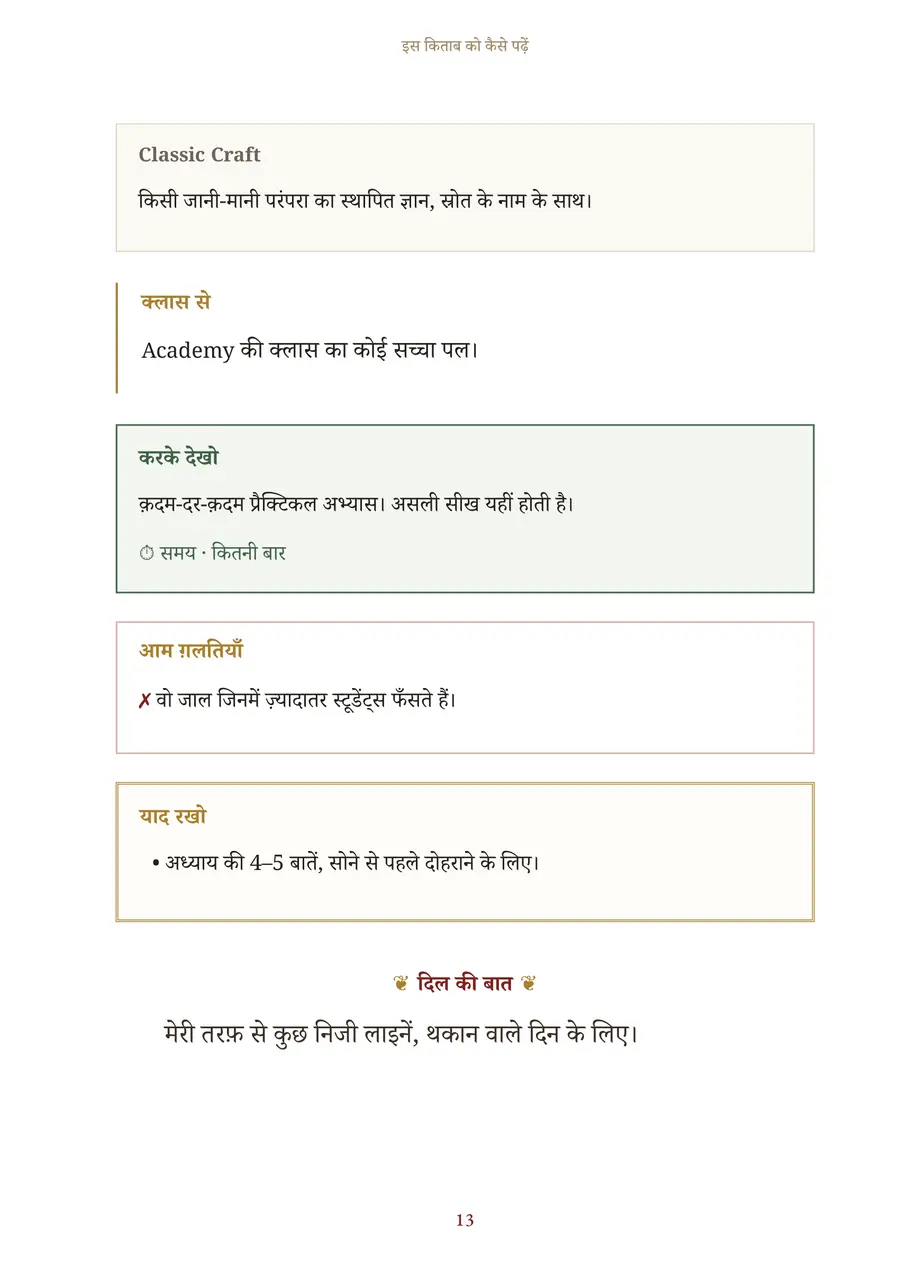 इस किताब को कैसे पढ़ें
Classic Craft
किसी जानी-मानी परंपरा का स्थापित ज्ञान, स्रोत के नाम के साथ।
क्लास से
Academy की क्लास का कोई सच्चा पल।
करके देखो
क़दम-दर-क़दम प्रैक्टिकल अभ्यास। असली सीख यहीं होती है।
⏱ समय · कितनी बार
आम ग़लतियाँ
✗ वो जाल जिनमें ज़्यादातर स्टूडेंट्स फँसते हैं।
याद रखो
• अध्याय की 4–5 बातें, सोने से पहले दोहराने के लिए।
❦ दिल की बात ❦
मेरी तरफ़ से कुछ निजी लाइनें, थकान वाले दिन के लिए।
13